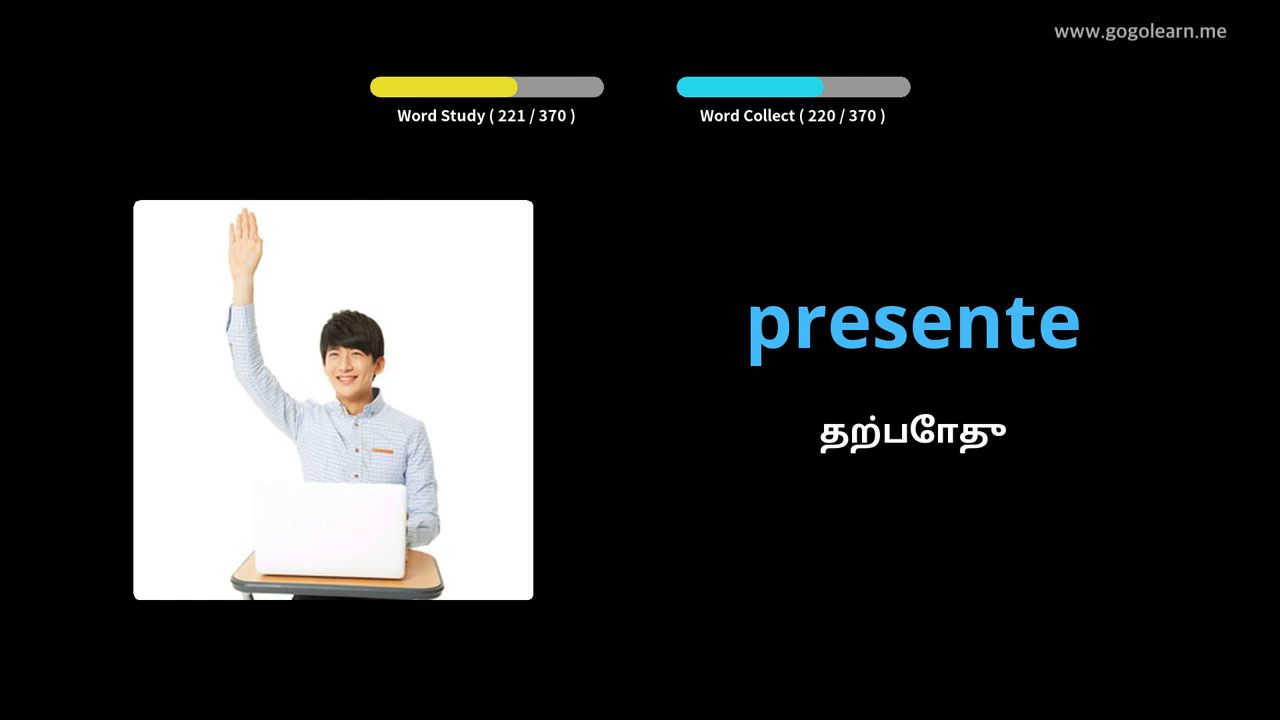 www.gogolearn.me
Word Study ( 221 / 370 )
Word Collect ( 220 / 370 )
presente
தற்போது